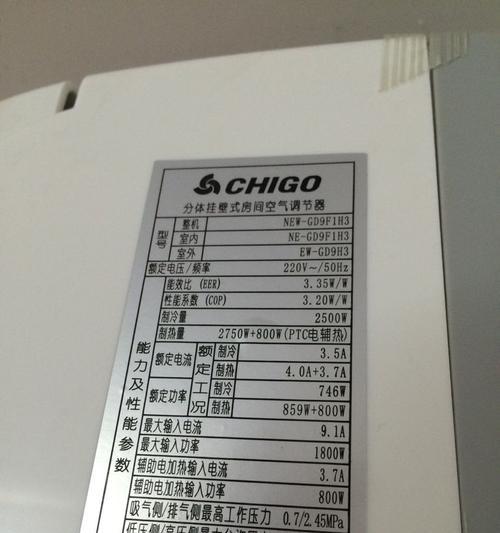 CHIGO
分体挂壁式房间空气调节器
型号 整机 NEW-GD9F1H3
室内 NE-GD9F1H3
室外 EW-GD9H3
额定电压/频率 220V~/50Hz
能力及性能参数
能效比 (EER) 3.35W/W
性能系数 (COP) 3.20W/W
制冷量 2500W
制热量 2750W+800W(PTC电辅热)
额定电流 额定工况 制冷 3.5A
制热 4.0A+3.7A
额定功率 制冷 746W
制热 859W+800W
最大输入电流 9.1A
最大输入功率 1800W
辅助电加热输入电流 3.7A
辅助电加热输入功率 800W
吸气侧/排气侧最高工作压力 0.7/2.45MPa